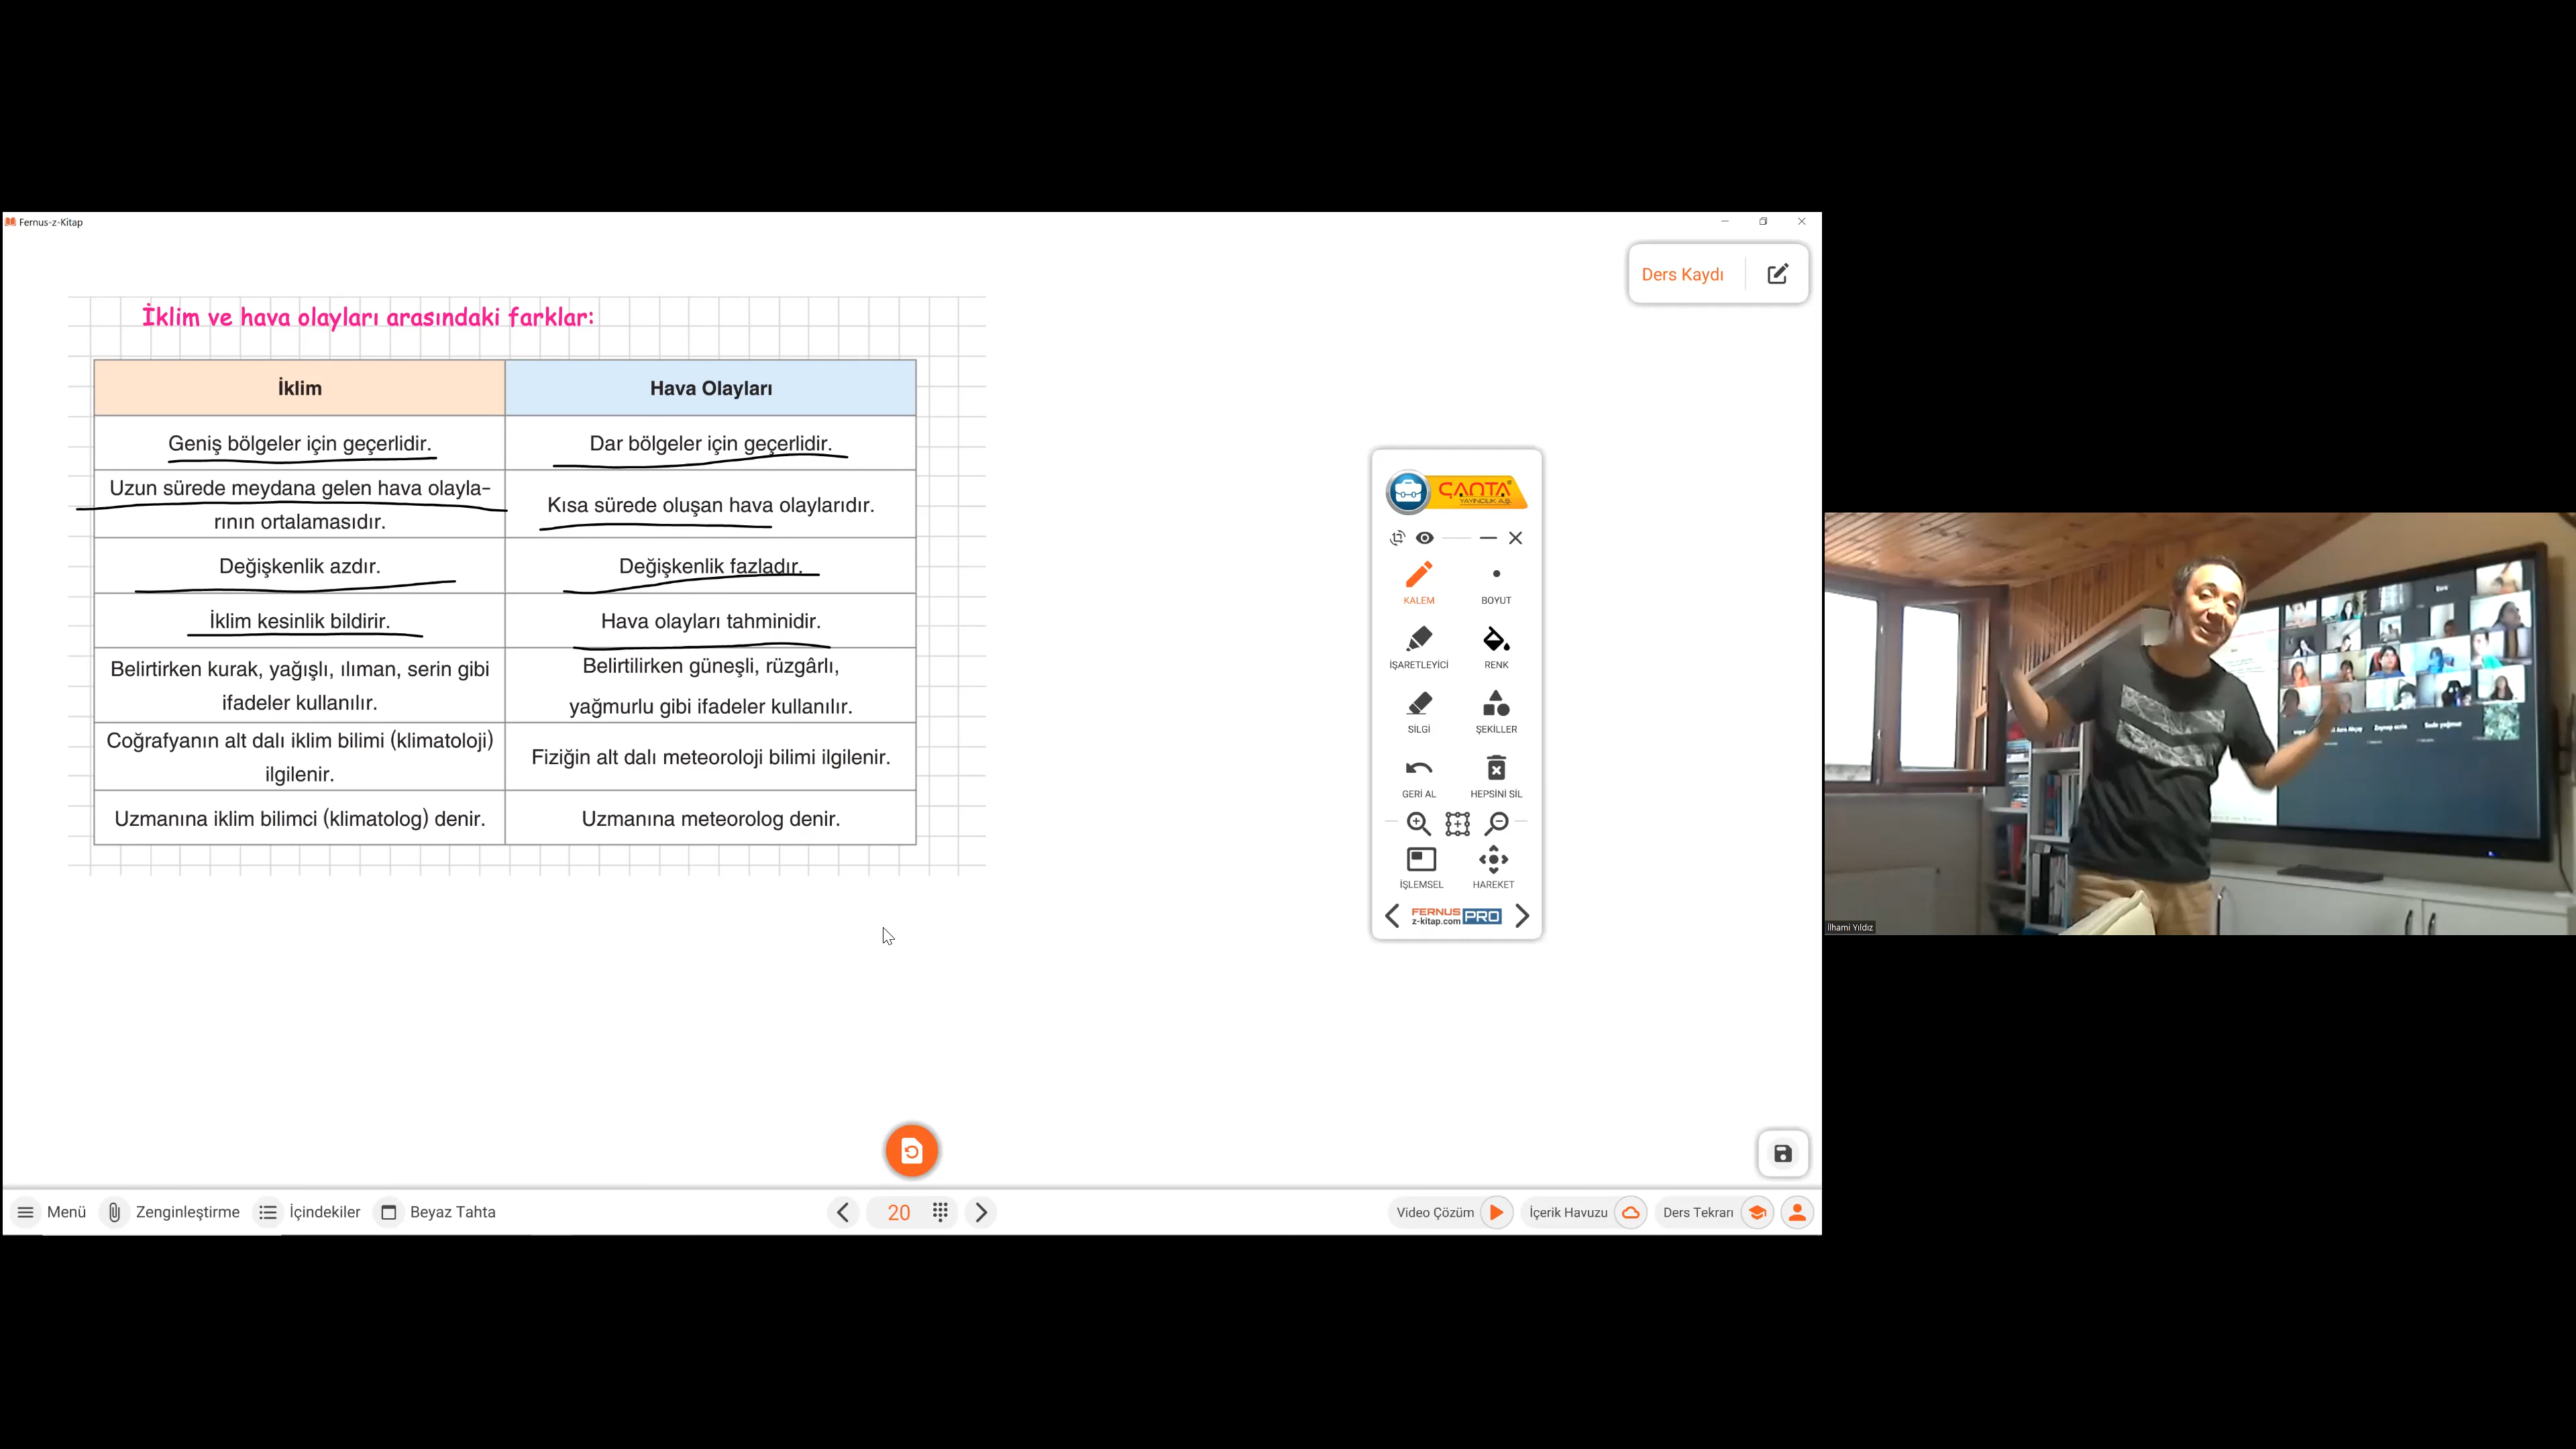 Fernus-z-Kitap
Ders Kaydı
İklim ve hava olayları arasındaki farklar:
İklim
Hava Olayları
Geniş bölgeler için geçerlidir.
Dar bölgeler için geçerlidir.
Uzun sürede meydana gelen hava olayla-
rının ortalamasıdır.
Kısa sürede oluşan hava olaylarıdır.
Değişkenlik azdır.
Değişkenlik fazladır.
İklim kesinlik bildirir.
Hava olayları tahminidir.
Belirtirken kurak, yağışlı, ılıman, serin gibi
ifadeler kullanılır.
Belirtilirken güneşli, rüzgârlı,
yağmurlu gibi ifadeler kullanılır.
Coğrafyanın alt dalı iklim bilimi (klimatoloji)
ilgilenir.
Fiziğin alt dalı meteoroloji bilimi ilgilenir.
Uzmanına iklim bilimci (klimatolog) denir.
Uzmanına meteorolog denir.
ÇANTA
YAYINCILIK A.Ş.
KALEM
BOYUT
İŞARETLEYİCİ
RENK
SİLGİ
ŞEKİLLER
GERİ AL
HEPSİNİ SİL
İŞLEMSEL
HAREKET
FERNUS
z-kitap.com
PRO
İlhami Yıldız
Menü
Zenginleştirme
İçindekiler
Beyaz Tahta
20
Video Çözüm
İçerik Havuzu
Ders Tekrarı